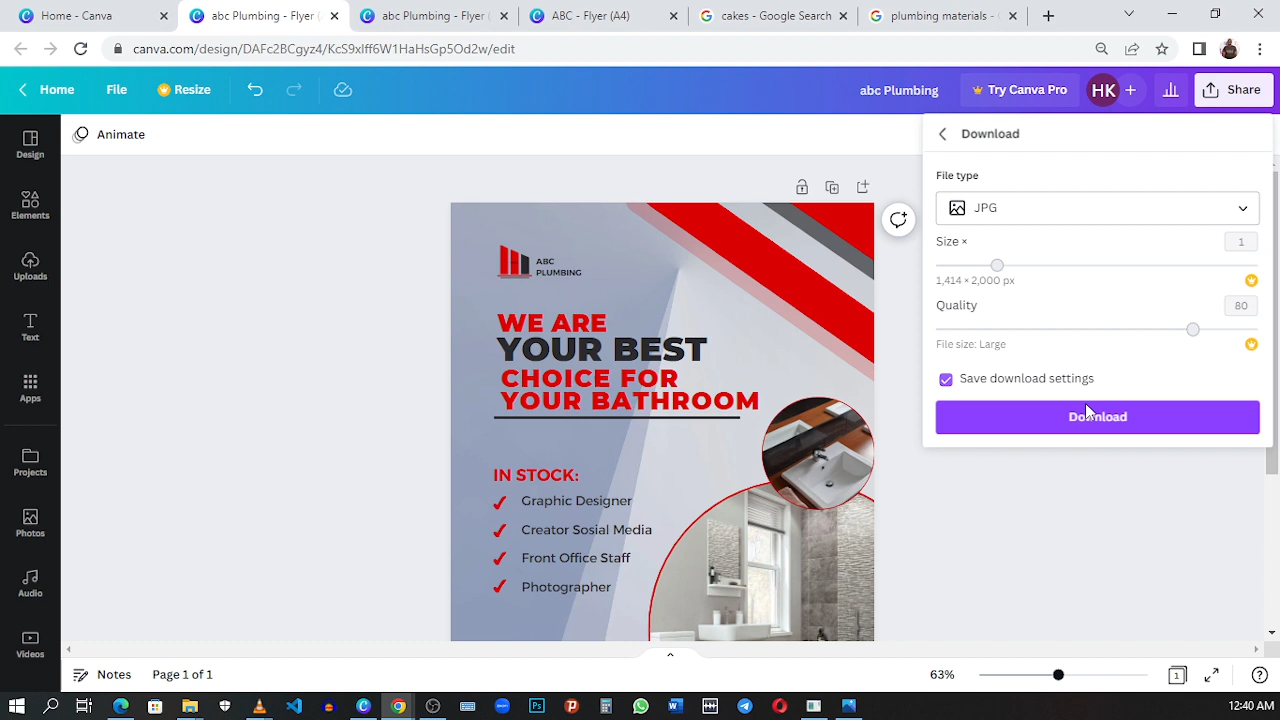 Home - Canva
abc Plumbing - Flyer (
abc Plumbing - Flyer (
ABC - Flyer (A4)
cakes - Google Search
plumbing materials -
canva.com/design/DAFc2BCgyz4/KcS9xIff6W1HaHsGp5Od2w/edit
Home
File
Resize
abc Plumbing
Try Canva Pro
HK
+
Share
Design
Elements
Uploads
Text
Apps
Projects
Photos
Audio
Videos
Animate
Download
File type
JPG
Size ×
1
1,414 × 2,000 px
Quality
80
File size: Large
Save download settings
Download
ABC
PLUMBING
WE ARE
YOUR BEST
CHOICE FOR
YOUR BATHROOM
IN STOCK:
Graphic Designer
Creator Sosial Media
Front Office Staff
Photographer
Notes
Page 1 of 1
63%
1
12:40 AM